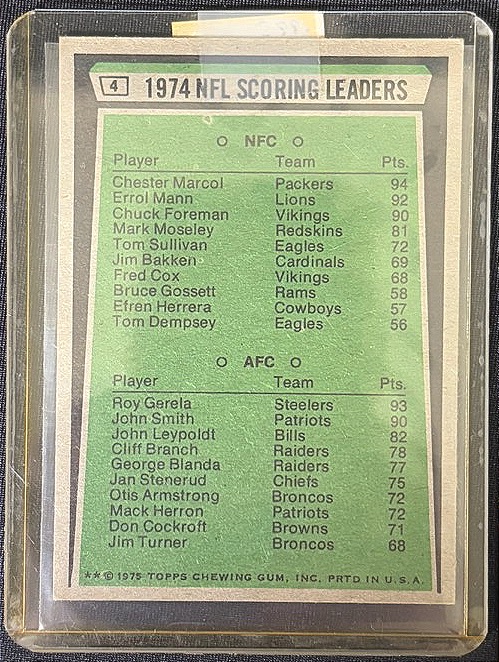 4 1974 NFL SCORING LEADERS
NFC
Player Team Pts.
Chester Marcol Packers 94
Errol Mann Lions 92
Chuck Foreman Vikings 90
Mark Moseley Redskins 81
Tom Sullivan Eagles 72
Jim Bakken Cardinals 69
Fred Cox Vikings 68
Bruce Gossett Rams 58
Efren Herrera Cowboys 57
Tom Dempsey Eagles 56
AFC
Player Team Pts.
Roy Gerela Steelers 93
John Smith Patriots 90
John Leypoldt Bills 82
Cliff Branch Raiders 78
George Blanda Raiders 77
Jan Stenerud Chiefs 75
Otis Armstrong Broncos 72
Mack Herron Patriots 72
Don Cockroft Browns 71
Jim Turner Broncos 68
**© 1975 TOPPS CHEWING GUM, INC. PRTD IN U.S.A.